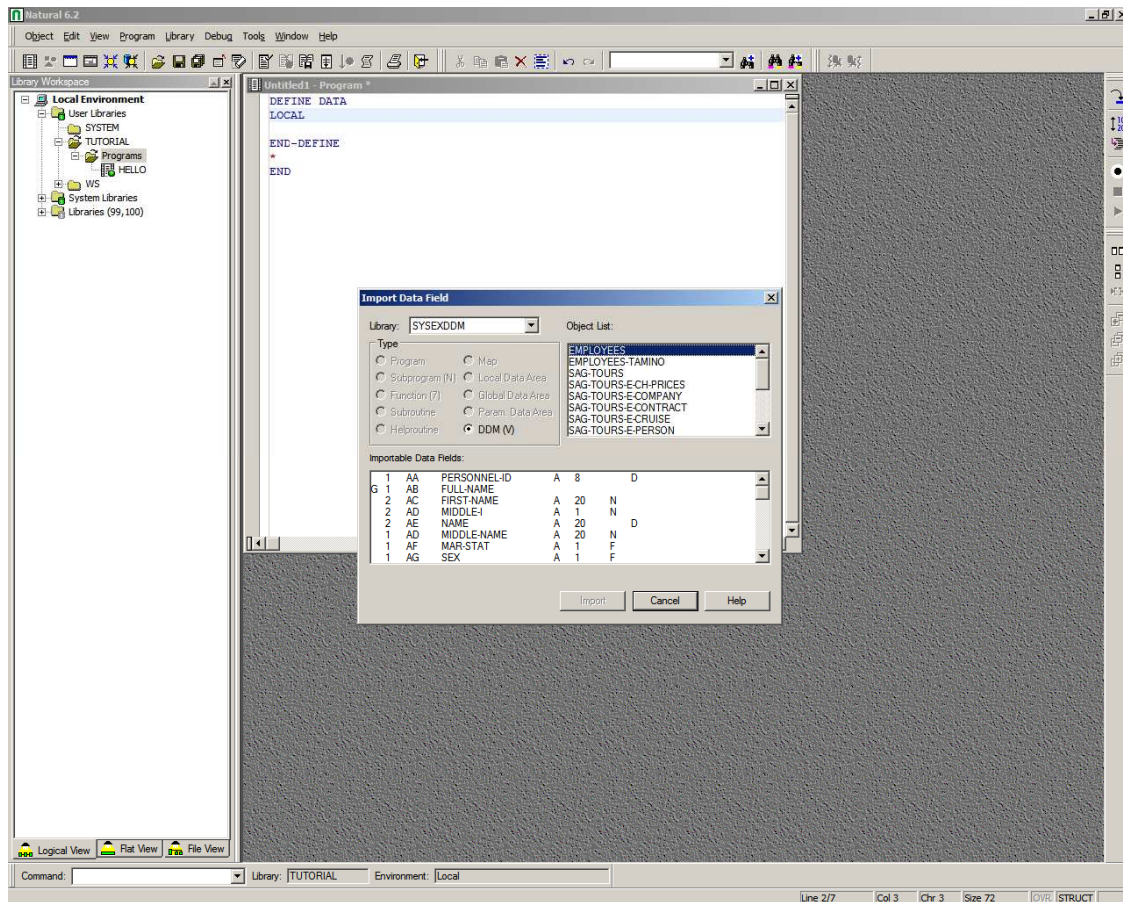 Natural 6.2
Object Edit View Program Library Debug Tools Window Help
Library Workspace
Local Environment
User Libraries
SYSTEM
TUTORIAL
Programs
HELLO
WS
System Libraries
Libraries (99,100)
Logical View Flat View File View
Untitled1 - Program *
DEFINE DATA
LOCAL
END-DEFINE
*
END
Import Data Field
Library: SYSEXDDM
Object List:
Type
Program Map
Subprogram (N) Local Data Area
Function (7) Global Data Area
Subroutine Param. Data Area
Helproutine DDM (V)
EMPLOYEES
EMPLOYEES-TAMINO
SAG-TOURS
SAG-TOURS-E-CH-PRICES
SAG-TOURS-E-COMPANY
SAG-TOURS-E-CONTRACT
SAG-TOURS-E-CRUISE
SAG-TOURS-E-PERSON
Importable Data Fields:
1 AA PERSONNEL-ID A 8 D
G 1 AB FULL-NAME
2 AC FIRST-NAME A 20 N
2 AD MIDDLE-I A 1 N
2 AE NAME A 20 D
1 AD MIDDLE-NAME A 20 N
1 AF MAR-STAT A 1 F
1 AG SEX A 1 F
Import Cancel Help
Command: Library: TUTORIAL Environment: Local
Line 2/7 Col 3 Chr 3 Size 72 OVR STRUCT